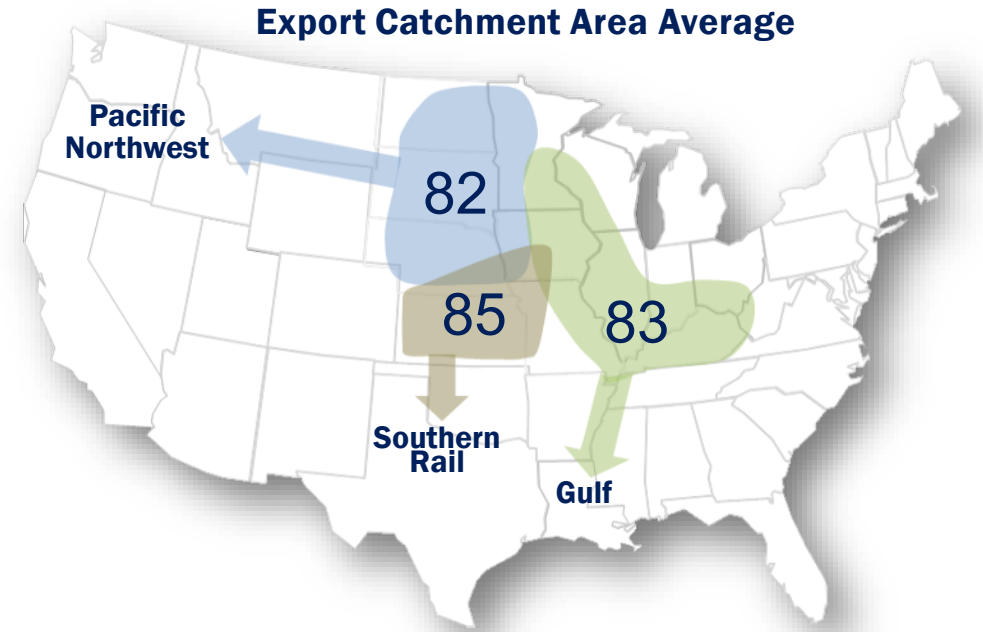 Export Catchment Area Average
Pacific
Northwest
82
85
83
Southern
Rail
Gulf